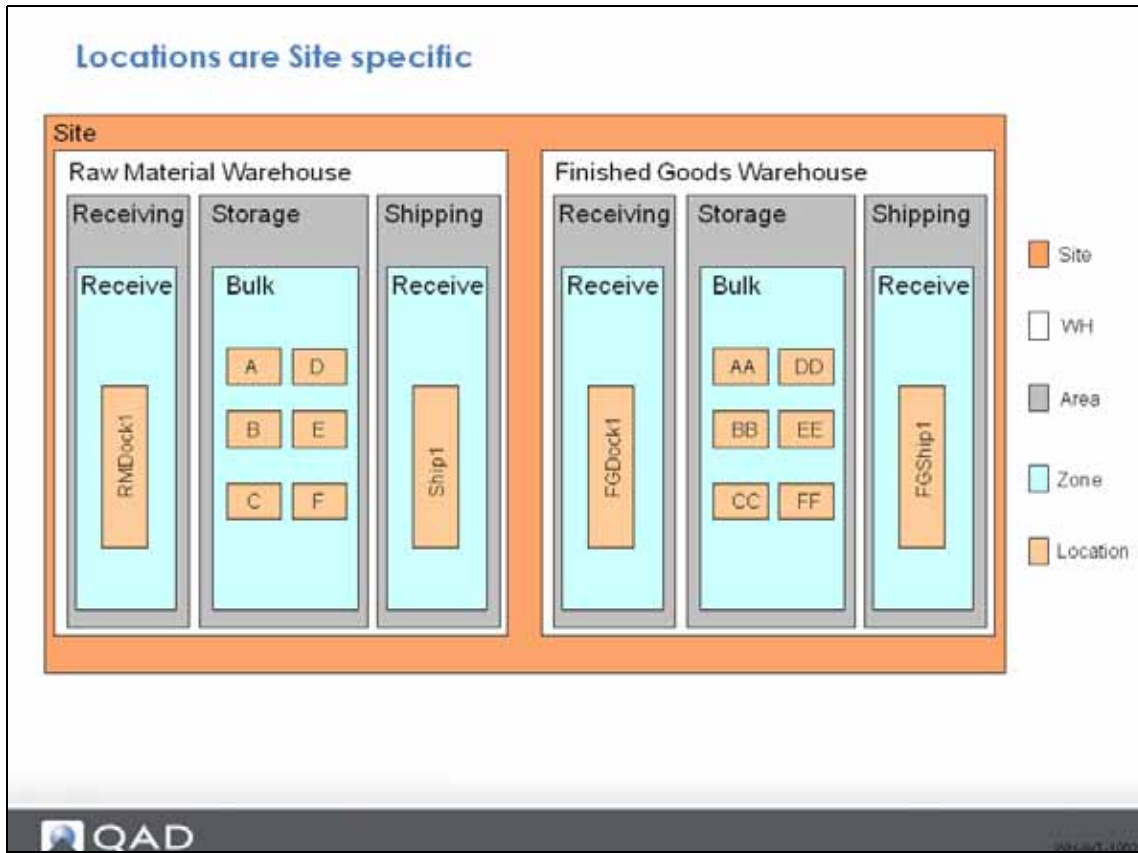 Locations are Site specific
Site
Raw Material Warehouse
Receiving
Storage
Shipping
Receive
Bulk
Receive
RMDock1
A
D
B
E
C
F
Ship1
Finished Goods Warehouse
Receiving
Storage
Shipping
Receive
Bulk
Receive
FGDock1
AA
DD
BB
EE
CC
FF
FGShip1
Site
WH
Area
Zone
Location
QAD